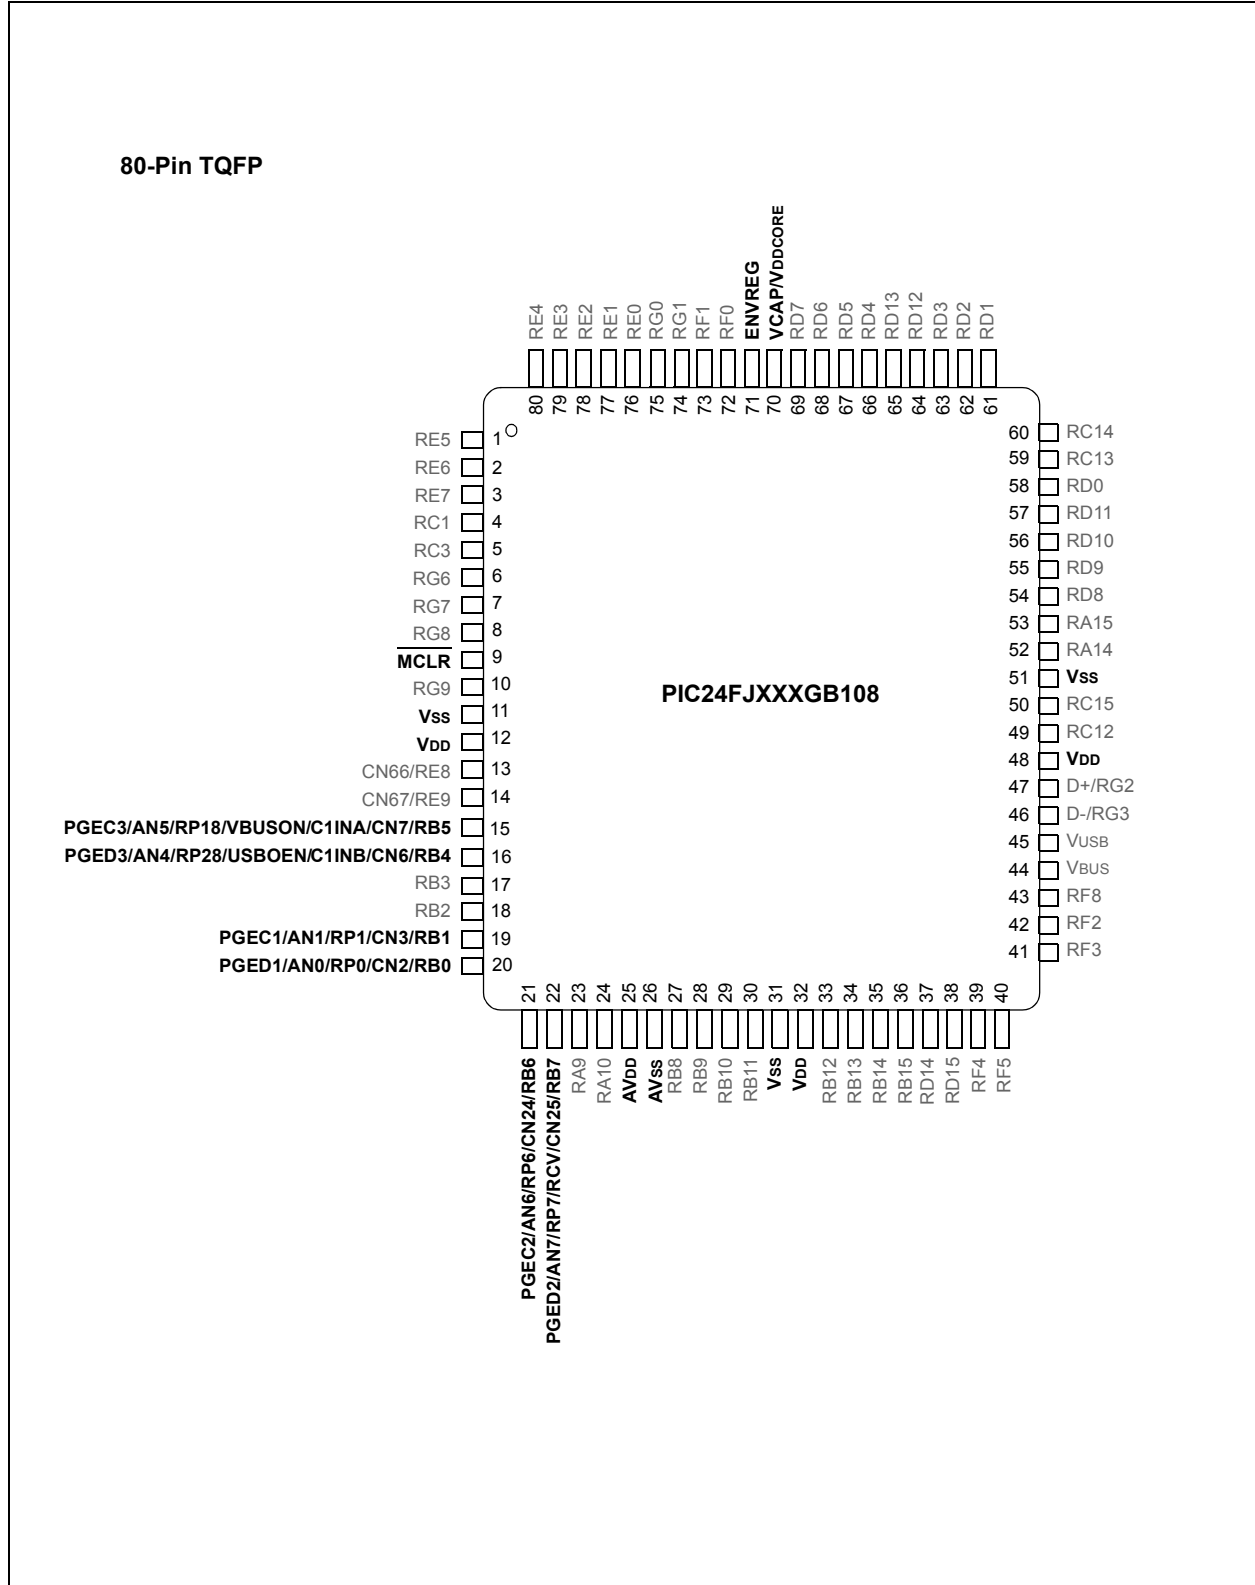 80-Pin TQFP
RE4
RE3
RE2
RE1
RE0
RG0
RG1
RF1
RF0
ENVREG
VCAP/VDDCORE
RD7
RD6
RD5
RD4
RD13
RD12
RD3
RD2
RD1
80
79
78
77
76
75
74
73
72
71
70
69
68
67
66
65
64
63
62
61
RE5 1
RE6 2
RE7 3
RC1 4
RC3 5
RG6 6
RG7 7
RG8 8
MCLR 9
RG9 10
VSS 11
VDD 12
CN66/RE8 13
CN67/RE9 14
PGEC3/AN5/RP18/VBUSON/C1INA/CN7/RB5 15
PGED3/AN4/RP28/USBOEN/C1INB/CN6/RB4 16
RB3 17
RB2 18
PGEC1/AN1/RP1/CN3/RB1 19
PGED1/AN0/RP0/CN2/RB0 20
PIC24FJXXXGB108
60 RC14
59 RC13
58 RD0
57 RD11
56 RD10
55 RD9
54 RD8
53 RA15
52 RA14
51 VSS
50 RC15
49 RC12
48 VDD
47 D+/RG2
46 D-/RG3
45 VUSB
44 VBUS
43 RF8
42 RF2
41 RF3
21
22
23
24
25
26
27
28
29
30
31
32
33
34
35
36
37
38
39
40
PGEC2/AN6/RP6/CN24/RB6
PGED2/AN7/RP7/RCV/CN25/RB7
RA9
RA10
AVDD
AVSS
RB8
RB9
RB10
RB11
VSS
VDD
RB12
RB13
RB14
RB15
RD14
RD15
RF4
RF5